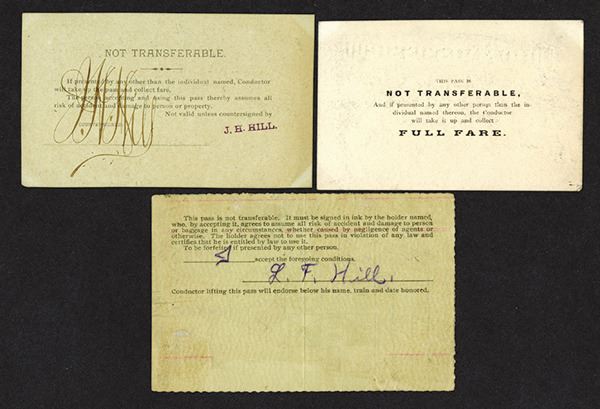 NOT TRANSFERABLE.
If presented by any other than the individual named, Conductor
will take up the pass and collect fare.
The person accepting and using this pass thereby assumes all
risk of accident and damage to person or property.
Not valid unless countersigned by
J. H. HILL.
THIS PASS IS
NOT TRANSFERABLE,
And if presented by any other person than the in-
dividual named thereon, the Conductor
will take it up and collect
FULL FARE.
This pass is not transferable. It must be signed in ink by the holder named,
who, by accepting it, agrees to assume all risk of accident and damage to person
or baggage in any circumstances, whether caused by negligence of agents or
otherwise. The holder agrees not to use this pass in violation of any law and
certifies that he is entitled by law to use it.
To be forfeited if presented by any other person.
I accept the foregoing conditions.
L. F. Hill.
Conductor lifting this pass will endorse below his name, train and date honored.